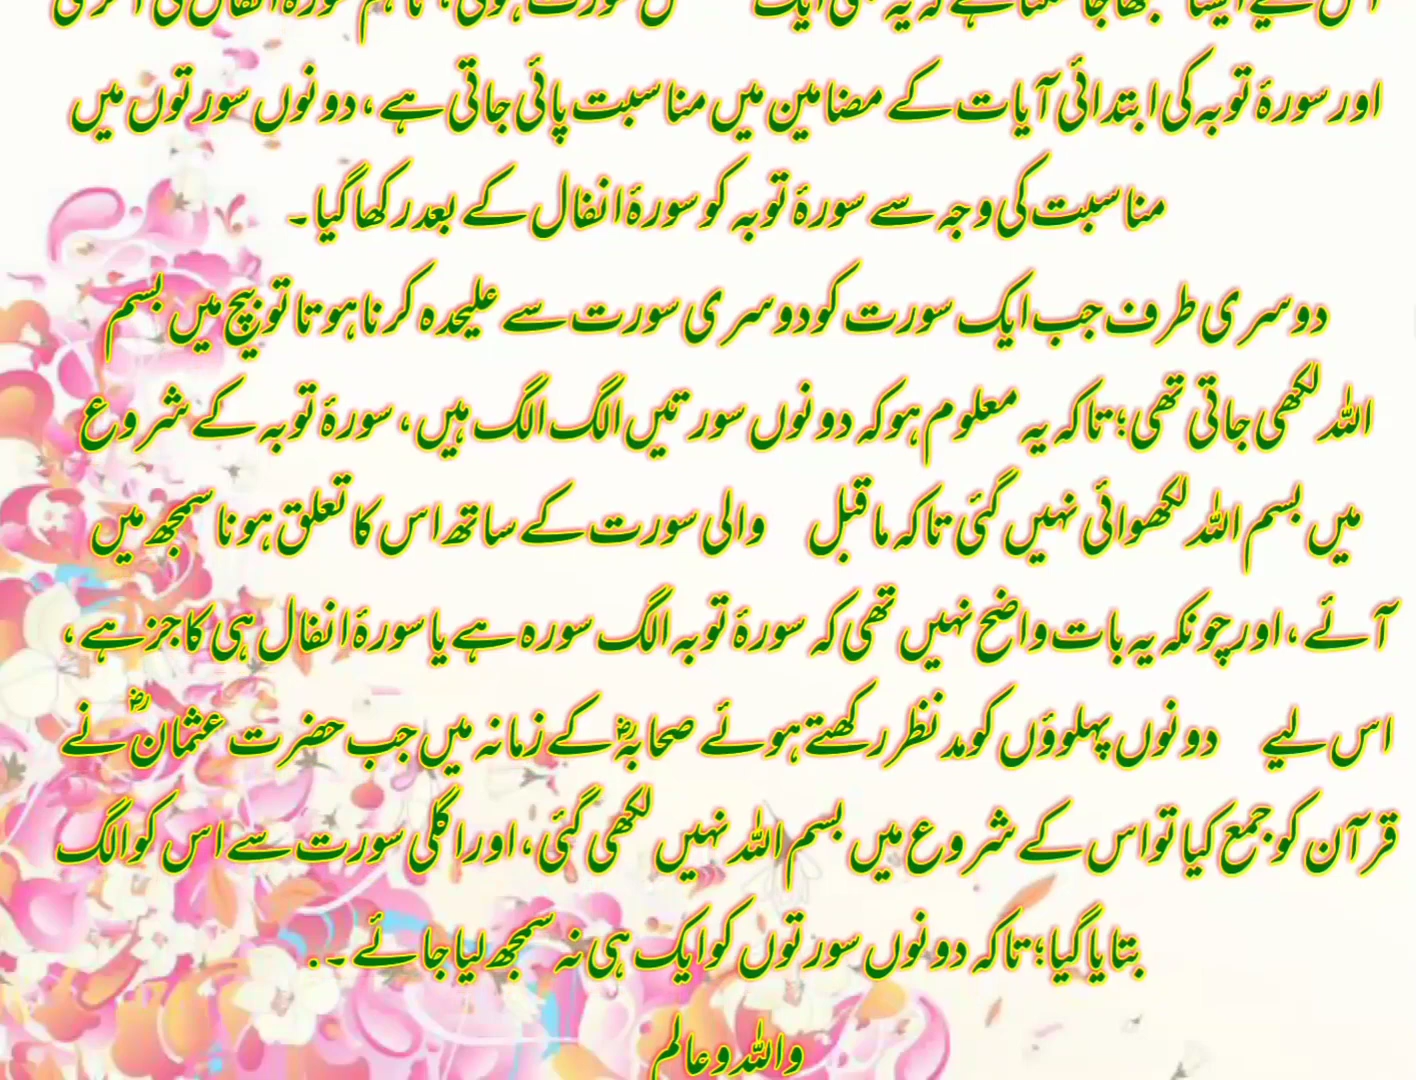 اور سورۂ توبہ کی ابتدائی آیات کے مضامین میں مناسبت پائی جاتی ہے، دونوں سورتوں میں
مناسبت کی وجہ سے سورۂ توبہ کو سورۂ انفال کے بعد رکھا گیا۔
دوسری طرف جب ایک سورت کو دوسری سورت سے علیحدہ کرنا ہوتا تو بیچ میں بسم
اللہ لکھی جاتی تھی؛ تاکہ یہ معلوم ہو کہ دونوں سورتیں الگ الگ ہیں، سورۂ توبہ کے شروع
میں بسم اللہ لکھوائی نہیں گئی تاکہ ماقبل والی سورت کے ساتھ اس کا تعلق ہونا سمجھ میں
آئے، اور چونکہ یہ بات واضح نہیں تھی کہ سورۂ توبہ الگ سورہ ہے یا سورۂ انفال ہی کا جز ہے،
اس لیے دونوں پہلوؤں کو مدنظر رکھتے ہوئے صحابہؓ کے زمانہ میں جب حضرت عثمانؓ نے
قرآن کو جمع کیا تو اس کے شروع میں بسم اللہ نہیں لکھی گئی، اور اگلی سورت سے اس کو الگ
بتایا گیا؛ تاکہ دونوں سورتوں کو ایک ہی نہ سمجھ لیا جائے۔۔
واللہ وعالم